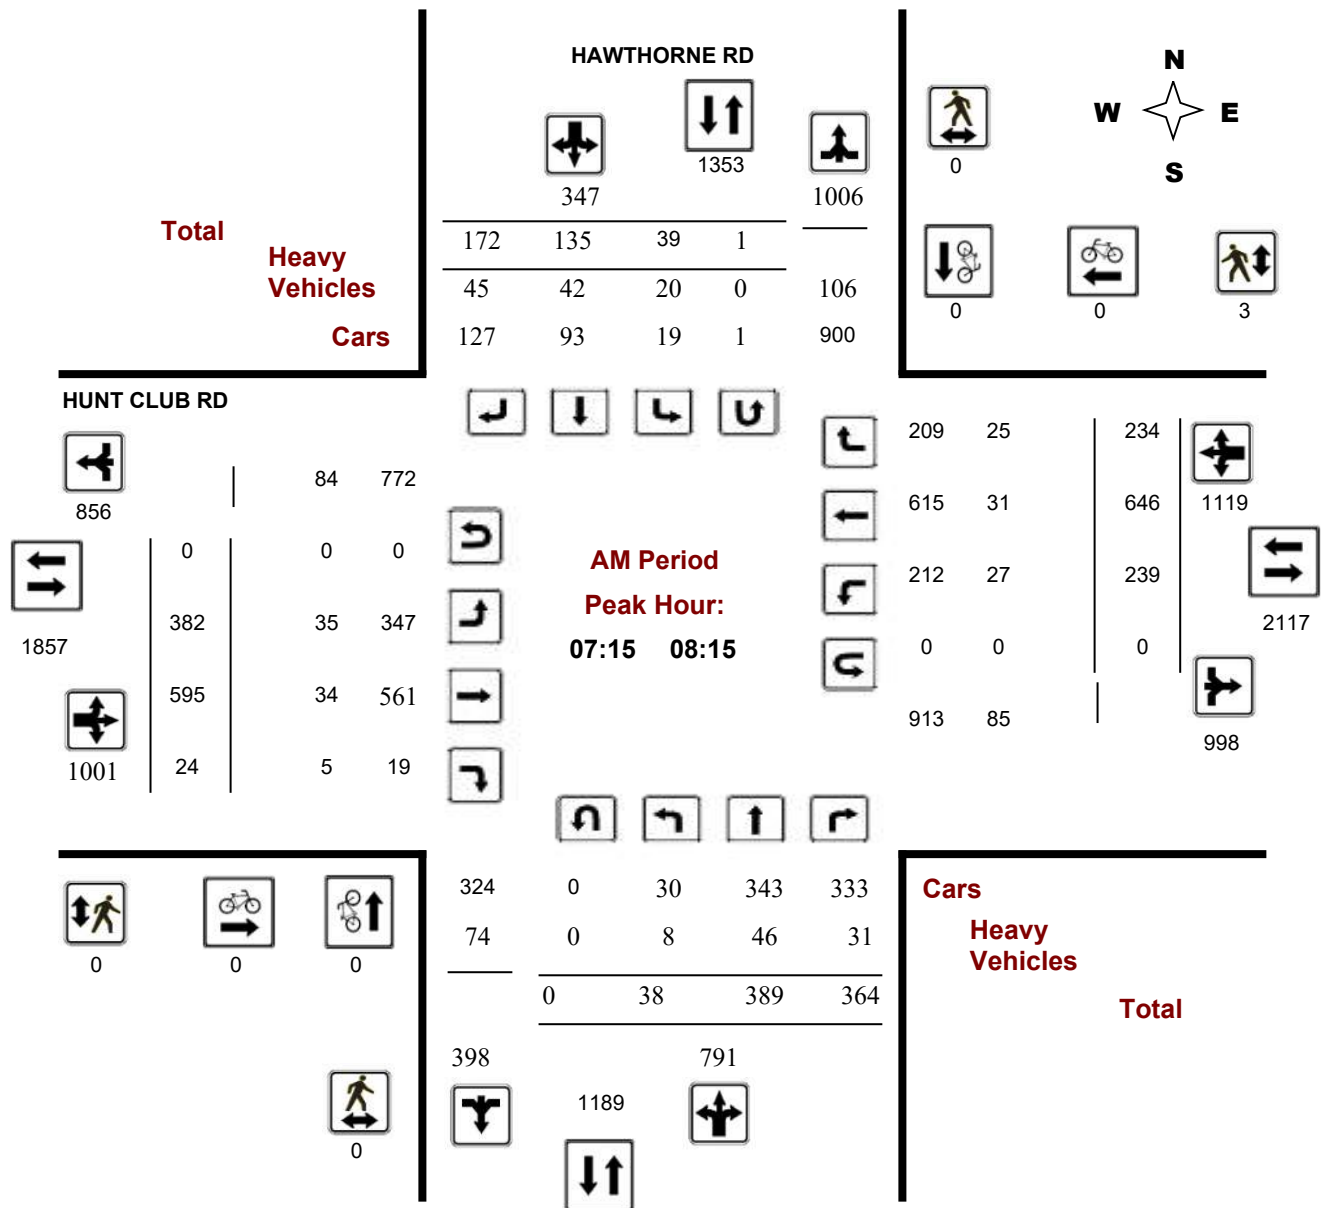 HAWTHORNE RD
N
W E
S
1353
0
347 1006
Total
172 135 39 1
Heavy
Vehicles
45 42 20 0 106
0 0 3
Cars
127 93 19 1 900
HUNT CLUB RD
209 25 234
84 772
856
615 31 646 1119
0 0 0
AM Period
212 27 239
Peak Hour:
382 35 347
1857
2117
07:15 08:15
0 0 0
595 34 561
913 85
998
1001 24 5 19
324 0 30 343 333
Cars
74 0 8 46 31
Heavy
Vehicles
0 0 0
0 38 389 364
Total
398 791
1189
0